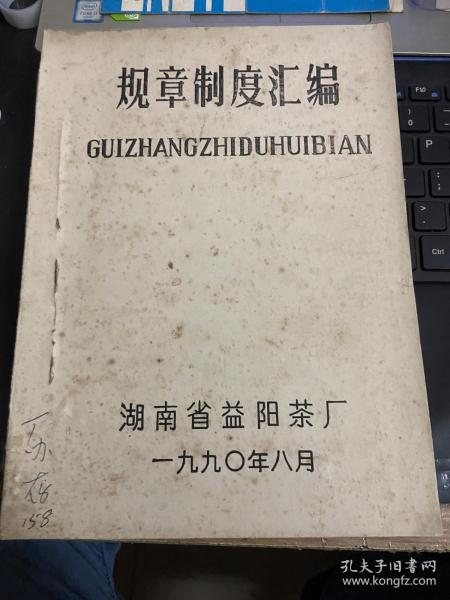 规章制度汇编
GUIZHANGZHIDUHUIBIAN
湖南省益阳茶厂
一九九〇年八月
158
孔夫子旧书网
www.kongfz.com
Ctrl